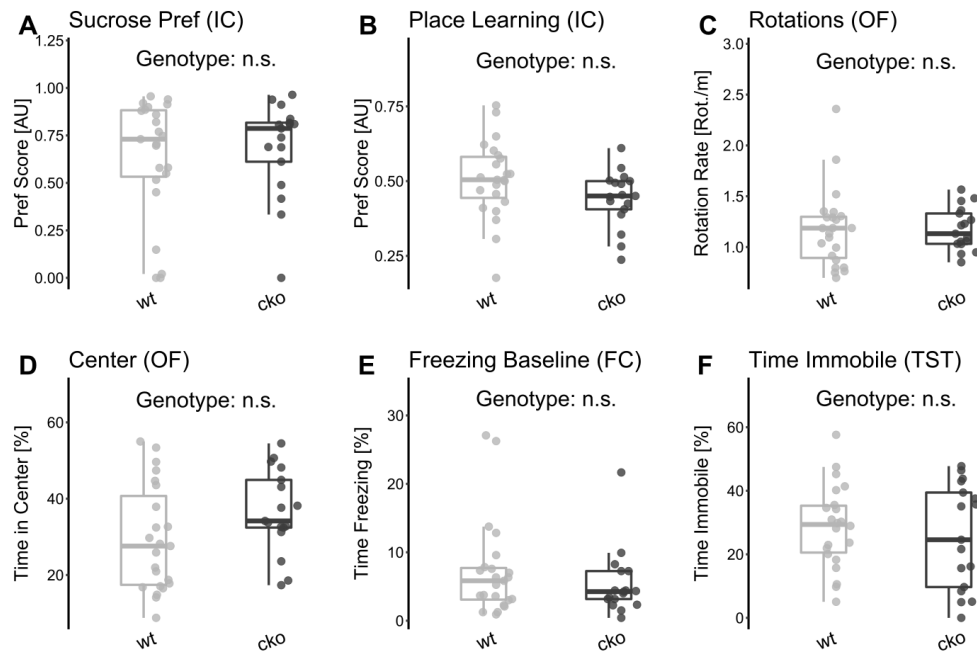 A Sucrose Pref (IC)
Genotype: n.s.
Pref Score [AU]
1.25
1.00
0.75
0.50
0.25
0.00
wt
cko
B Place Learning (IC)
Genotype: n.s.
Pref Score [AU]
0.75
0.50
0.25
wt
cko
C Rotations (OF)
Genotype: n.s.
Rotation Rate [Rot./m]
3.0
2.5
2.0
1.5
1.0
wt
cko
D Center (OF)
Genotype: n.s.
Time in Center [%]
60
40
20
wt
cko
E Freezing Baseline (FC)
Genotype: n.s.
Time Freezing [%]
30
20
10
0
wt
cko
F Time Immobile (TST)
Genotype: n.s.
Time Immobile [%]
60
40
20
0
wt
cko